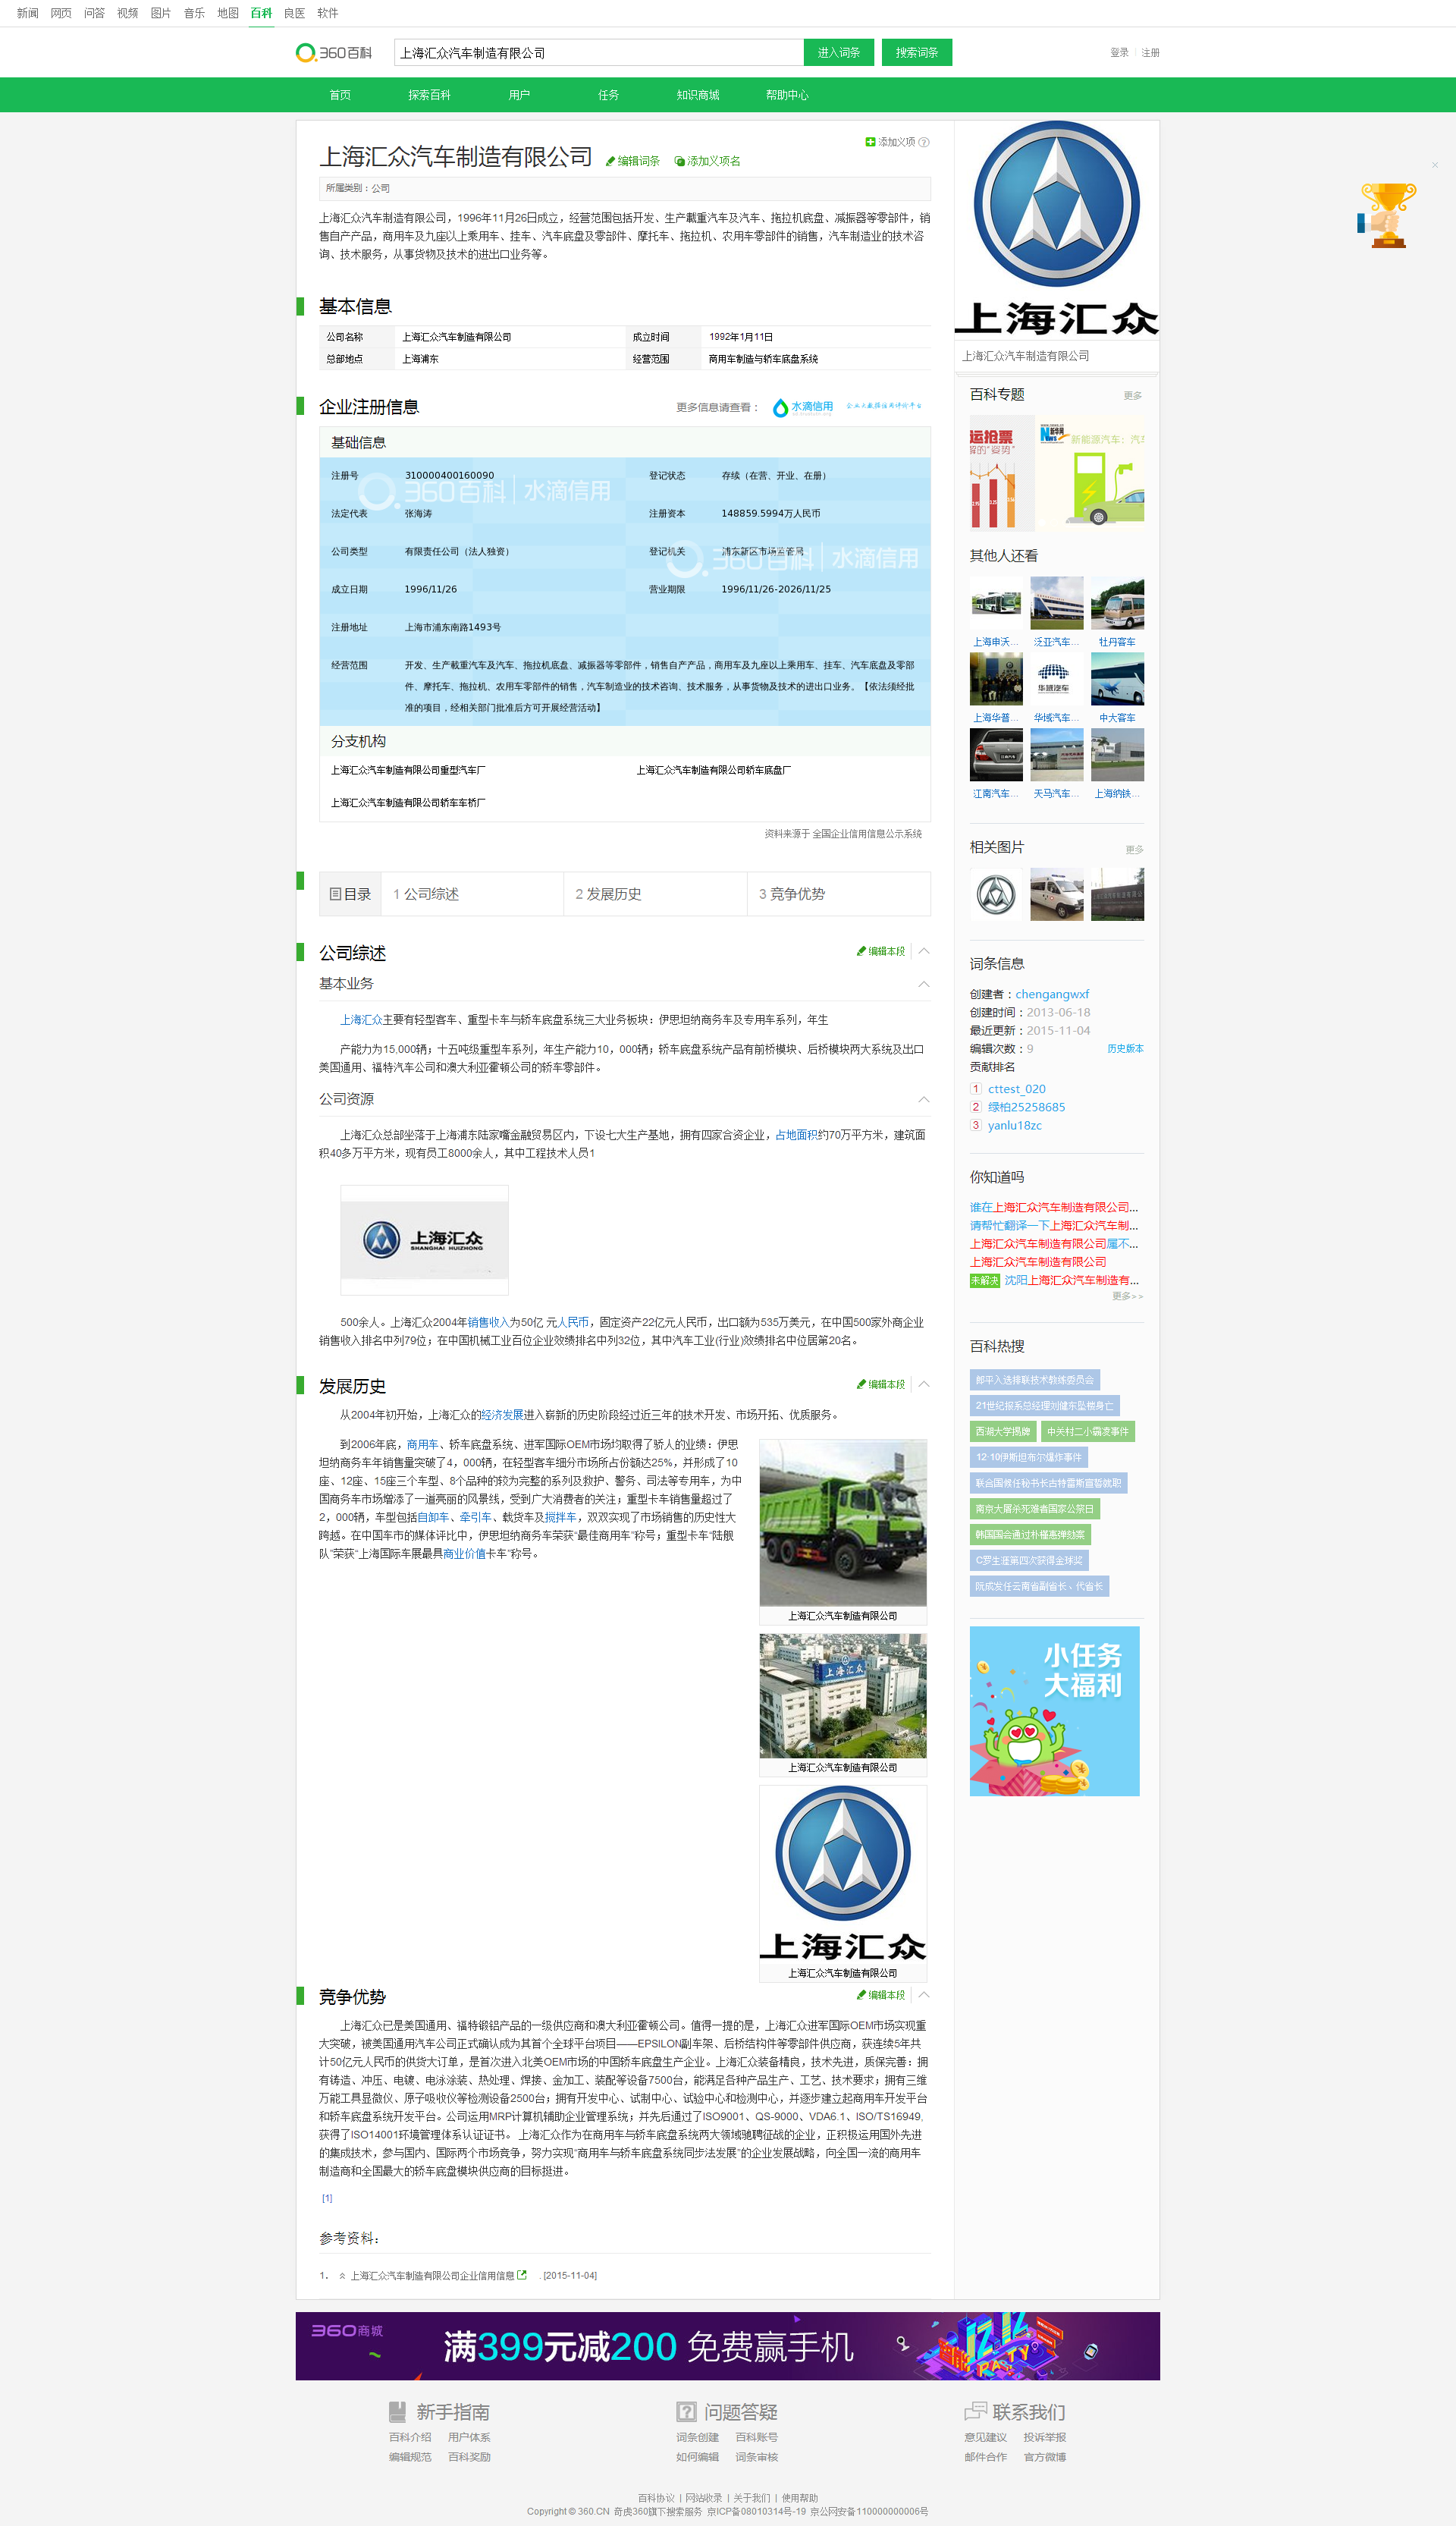 新闻 网页 问答 视频 图片 音乐 地图 百科 良医 软件
360百科
上海汇众汽车制造有限公司
进入词条 搜索词条
登录 注册
首页 探索百科 用户 任务 知识商城 帮助中心
添加义项
上海汇众汽车制造有限公司 编辑词条 添加义项名
所属类别：公司
上海汇众汽车制造有限公司，1996年11月26日成立，经营范围包括开发、生产載重汽车及汽车、拖拉机底盘、减振器等零部件，销
售自产产品，商用车及九座以上乘用车、挂车、汽车底盘及零部件、摩托车、拖拉机、农用车零部件的销售，汽车制造业的技术咨
询、技术服务，从事货物及技术的进出口业务等。
基本信息
公司名称 上海汇众汽车制造有限公司 成立时间 1992年1月11日
总部地点 上海浦东 经营范围 商用车制造与轿车底盘系统
企业注册信息
更多信息请查看： 水滴信用 企业大数据信用评价平台
基础信息
注册号 310000400160090 登记状态 存续（在营、开业、在册）
法定代表 张海涛 注册资本 148859.5994万人民币
公司类型 有限责任公司（法人独资） 登记机关 浦东新区市场监管局
成立日期 1996/11/26 营业期限 1996/11/26-2026/11/25
注册地址 上海市浦东南路1493号
经营范围 开发、生产載重汽车及汽车、拖拉机底盘、减振器等零部件，销售自产产品，商用车及九座以上乘用车、挂车、汽车底盘及零部
件、摩托车、拖拉机、农用车零部件的销售，汽车制造业的技术咨询、技术服务，从事货物及技术的进出口业务。【依法须经批
准的项目，经相关部门批准后方可开展经营活动】
360百科 | 水滴信用
360百科 | 水滴信用
分支机构
上海汇众汽车制造有限公司重型汽车厂 上海汇众汽车制造有限公司轿车底盘厂
上海汇众汽车制造有限公司轿车车桥厂
资料来源于 全国企业信用信息公示系统
目录 1 公司综述 2 发展历史 3 竞争优势
公司综述 编辑本段
基本业务
上海汇众主要有轻型客车、重型卡车与轿车底盘系统三大业务板块：伊思坦纳商务车及专用车系列，年生
产能力为15,000辆；十五吨级重型车系列，年生产能力10，000辆；轿车底盘系统产品有前桥模块、后桥模块两大系统及出口
美国通用、福特汽车公司和澳大利亚霍顿公司的轿车零部件。
公司资源
上海汇众总部坐落于上海浦东陆家嘴金融贸易区内，下设七大生产基地，拥有四家合资企业，占地面积约70万平方米，建筑面
积40多万平方米，现有员工8000余人，其中工程技术人员1
上海汇众
SHANGHAI HUIZHONG
500余人。上海汇众2004年销售收入为50亿 元人民币，固定资产22亿元人民币，出口额为535万美元，在中国500家外商企业
销售收入排名中列79位；在中国机械工业百位企业效绩排名中列32位，其中汽车工业(行业)效绩排名中位居第20名。
发展历史 编辑本段
从2004年初开始，上海汇众的经济发展进入崭新的历史阶段经过近三年的技术开发、市场开拓、优质服务。
到2006年底，商用车、轿车底盘系统、进军国际OEM市场均取得了骄人的业绩：伊思
坦纳商务车年销售量突破了4，000辆，在轻型客车细分市场所占份额达25%，并形成了10
座、12座、15座三个车型、8个品种的较为完整的系列及救护、警务、司法等专用车，为中
国商务车市场增添了一道亮丽的风景线，受到广大消费者的关注；重型卡车销售量超过了
2，000辆，车型包括自卸车、牵引车、载货车及搅拌车，双双实现了市场销售的历史性大
跨越。在中国车市的媒体评比中，伊思坦纳商务车荣获“最佳商用车”称号；重型卡车“陆舰
队”荣获“上海国际车展最具商业价值卡车”称号。
上海汇众汽车制造有限公司
上海汇众
上海汇众汽车制造有限公司
上海汇众
上海汇众汽车制造有限公司
竞争优势 编辑本段
上海汇众已是美国通用、福特锻铝产品的一级供应商和澳大利亚霍顿公司。值得一提的是，上海汇众进军国际OEM市场实现重
大突破，被美国通用汽车公司正式确认成为其首个全球平台项目——EPSILON副车架、后桥结构件等零部件供应商，获连续5年共
计50亿元人民币的供货大订单，是首次进入北美OEM市场的中国轿车底盘生产企业。上海汇众装备精良，技术先进，质保完善：拥
有铸造、冲压、电镀、电泳涂装、热处理、焊接、金加工、装配等设备7500台，能满足各种产品生产、工艺、技术要求；拥有三维
万能工具显微仪、原子吸收仪等检测设备2500台；拥有开发中心、试制中心、试验中心和检测中心，并逐步建立起商用车开发平台
和轿车底盘系统开发平台。公司运用MRP计算机辅助企业管理系统；并先后通过了ISO9001、QS-9000、VDA6.1、ISO/TS16949,
获得了ISO14001环境管理体系认证证书。 上海汇众作为在商用车与轿车底盘系统两大领域驰骋征战的企业，正积极运用国外先进
的集成技术，参与国内、国际两个市场竞争，努力实现“商用车与轿车底盘系统同步法发展”的企业发展战略，向全国一流的商用车
制造商和全国最大的轿车底盘模块供应商的目标挺进。
[1]
参考资料：
1. 上海汇众汽车制造有限公司企业信用信息 . [2015-11-04]
上海汇众
上海汇众汽车制造有限公司
百科专题 更多
运抢票
解的“姿势”
新华网
News
新能源汽车：汽车
其他人还看
上海申沃... 泛亚汽车... 牡丹客车
华域汽车
上海华普... 华域汽车... 中大客车
江南汽车... 天马汽车... 上海纳铁...
相关图片 更多
词条信息
创建者：chengangwxf
创建时间：2013-06-18
最近更新：2015-11-04
编辑次数：9 历史版本
贡献排名
1 cttest_020
2 绿柏25258685
3 yanlu18zc
你知道吗
谁在上海汇众汽车制造有限公司...
请帮忙翻译一下上海汇众汽车制...
上海汇众汽车制造有限公司属不...
上海汇众汽车制造有限公司
未解决 沈阳上海汇众汽车制造有...
更多>>
百科热搜
郎平入选排联技术教练委员会
21世纪报系总经理刘健东坠楼身亡
西湖大学揭牌 中关村二小霸凌事件
12·10伊斯坦布尔爆炸事件
联合国候任秘书长古特雷斯宣誓就职
南京大屠杀死难者国家公祭日
韩国国会通过朴槿惠弹劾案
C罗生涯第四次获得金球奖
阮成发任云南省副省长、代省长
小任务
大福利
360商城
满399元减200 免费赢手机
1212
PARTY
新手指南 问题答疑 联系我们
百科介绍 用户体系 词条创建 百科账号 意见建议 投诉举报
编辑规范 百科奖励 如何编辑 词条审核 邮件合作 官方微博
百科协议 | 网站收录 | 关于我们 | 使用帮助
Copyright © 360.CN 奇虎360旗下搜索服务 京ICP备08010314号-19 京公网安备110000000006号